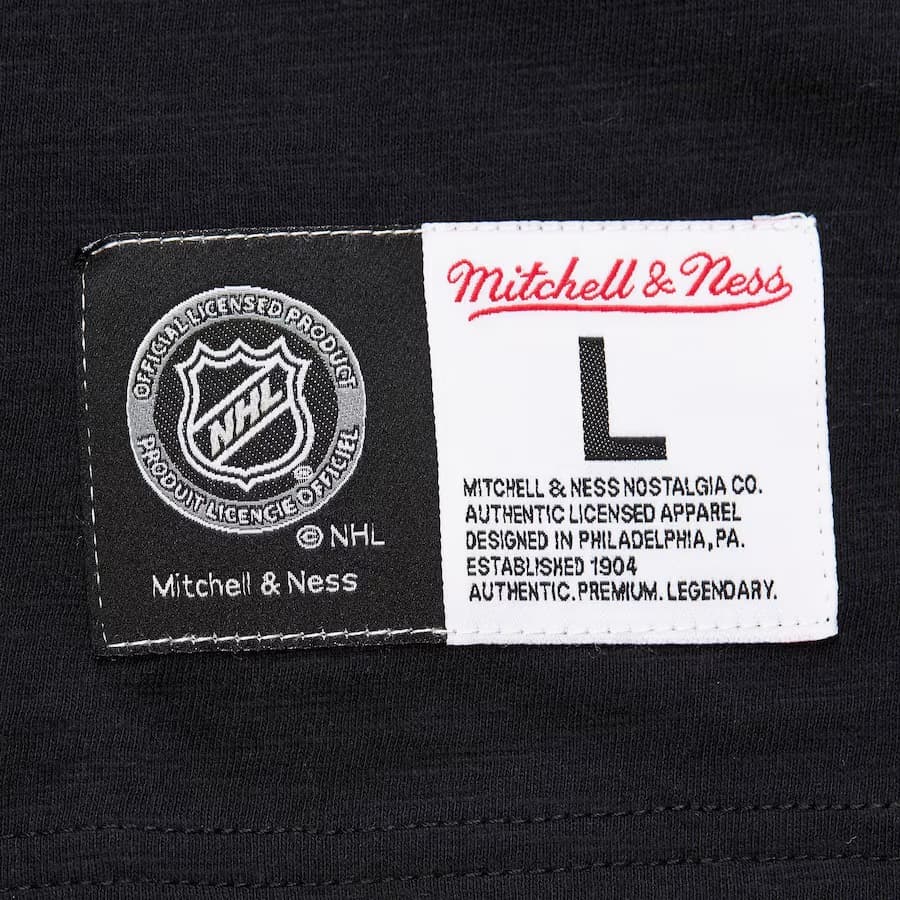 OFFICIAL LICENSED PRODUCT
NHL
PRODUIT LICENCIE OFFICIEL
© NHL
Mitchell & Ness
Mitchell & Ness
L
MITCHELL & NESS NOSTALGIA CO.
AUTHENTIC LICENSED APPAREL
DESIGNED IN PHILADELPHIA, PA.
ESTABLISHED 1904
AUTHENTIC. PREMIUM. LEGENDARY.